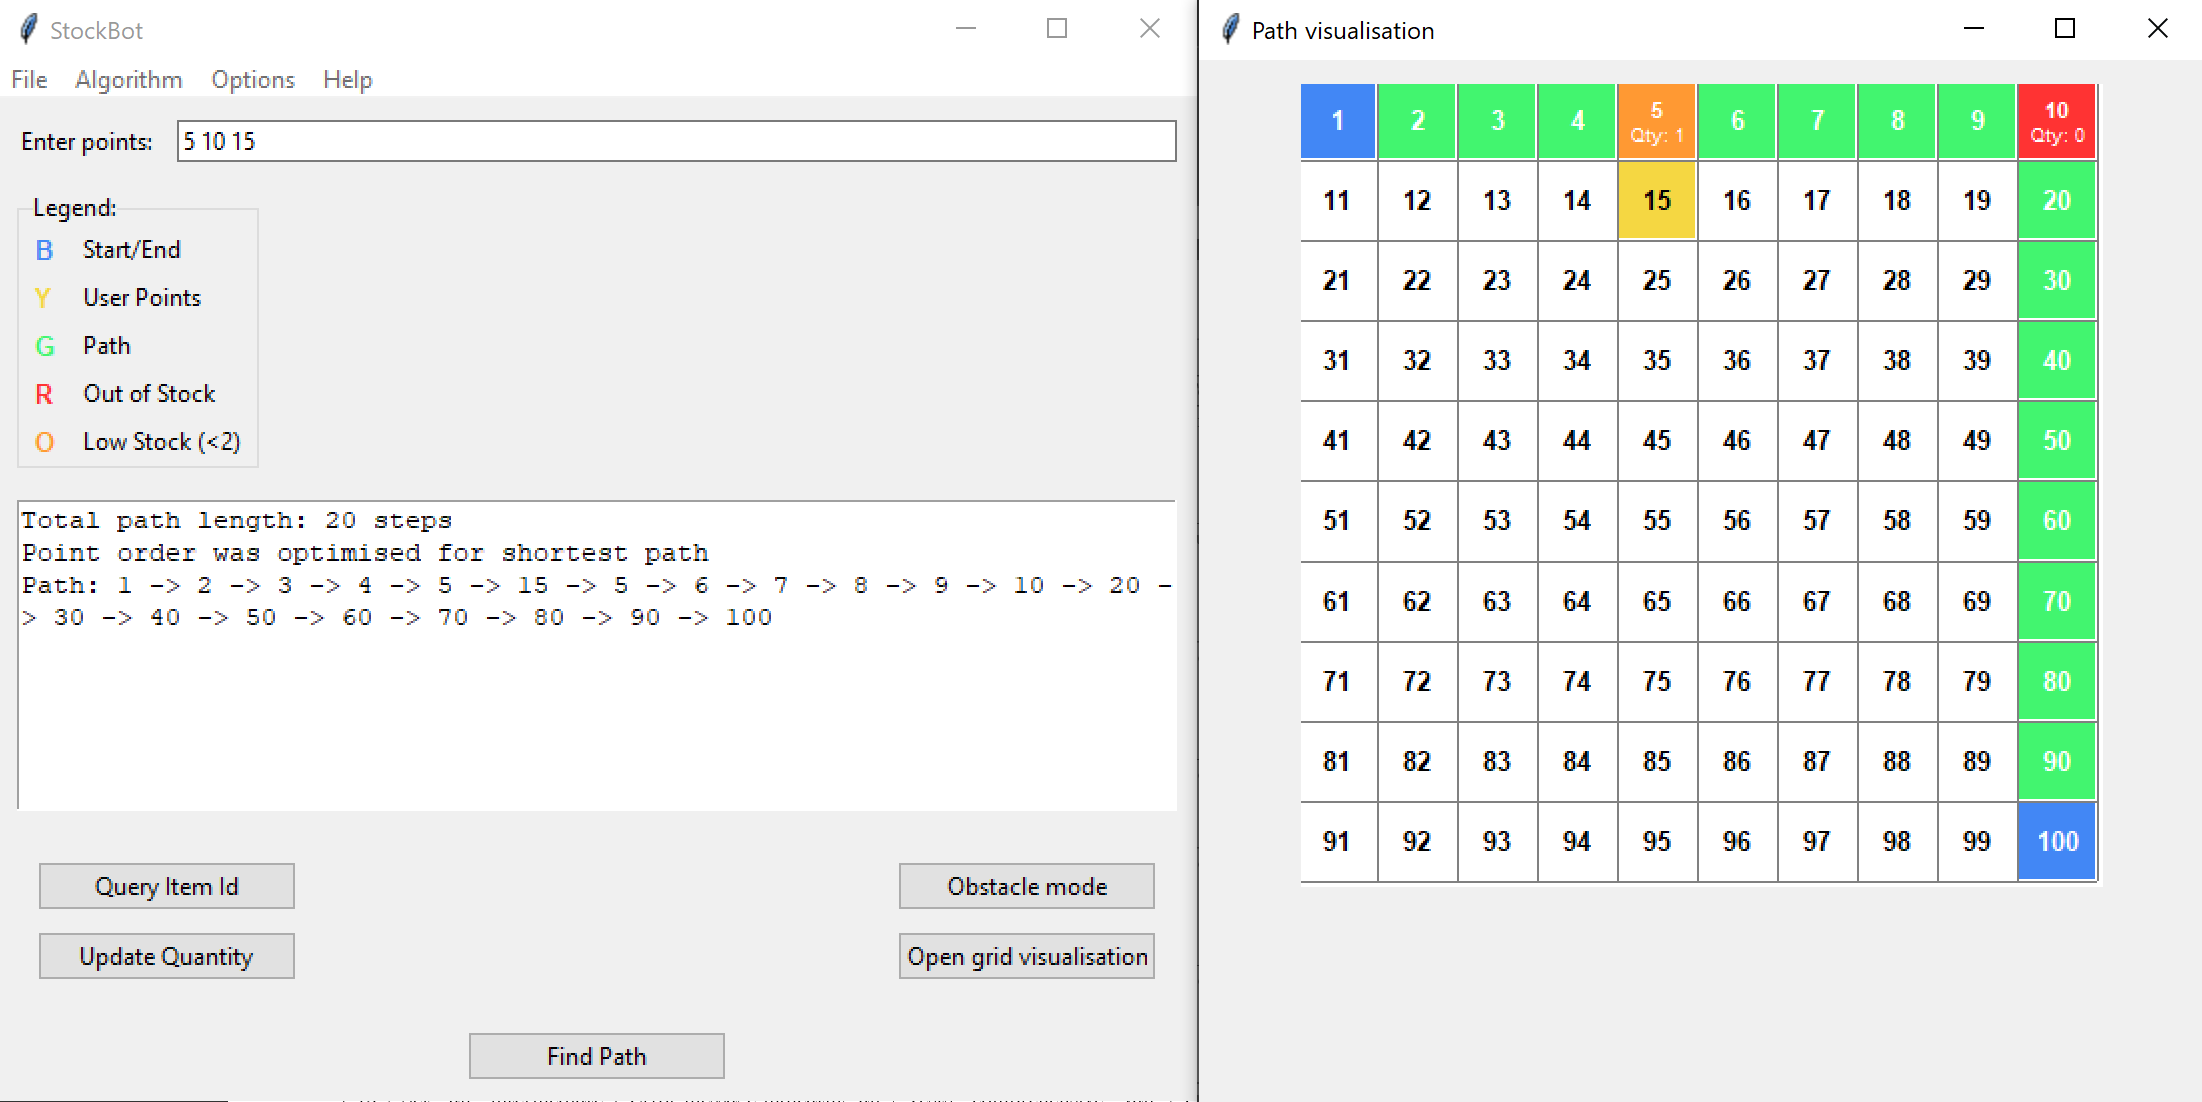 StockBot
File Algorithm Options Help
Enter points: 5 10 15
Legend:
B Start/End
Y User Points
G Path
R Out of Stock
O Low Stock (<2)
Total path length: 20 steps
Point order was optimised for shortest path
Path: 1 -> 2 -> 3 -> 4 -> 5 -> 15 -> 5 -> 6 -> 7 -> 8 -> 9 -> 10 -> 20 -
> 30 -> 40 -> 50 -> 60 -> 70 -> 80 -> 90 -> 100
Query Item Id
Obstacle mode
Update Quantity
Open grid visualisation
Find Path
Path visualisation
1 2 3 4 5 Qty: 1 6 7 8 9 10 Qty: 0
11 12 13 14 15 16 17 18 19 20
21 22 23 24 25 26 27 28 29 30
31 32 33 34 35 36 37 38 39 40
41 42 43 44 45 46 47 48 49 50
51 52 53 54 55 56 57 58 59 60
61 62 63 64 65 66 67 68 69 70
71 72 73 74 75 76 77 78 79 80
81 82 83 84 85 86 87 88 89 90
91 92 93 94 95 96 97 98 99 100